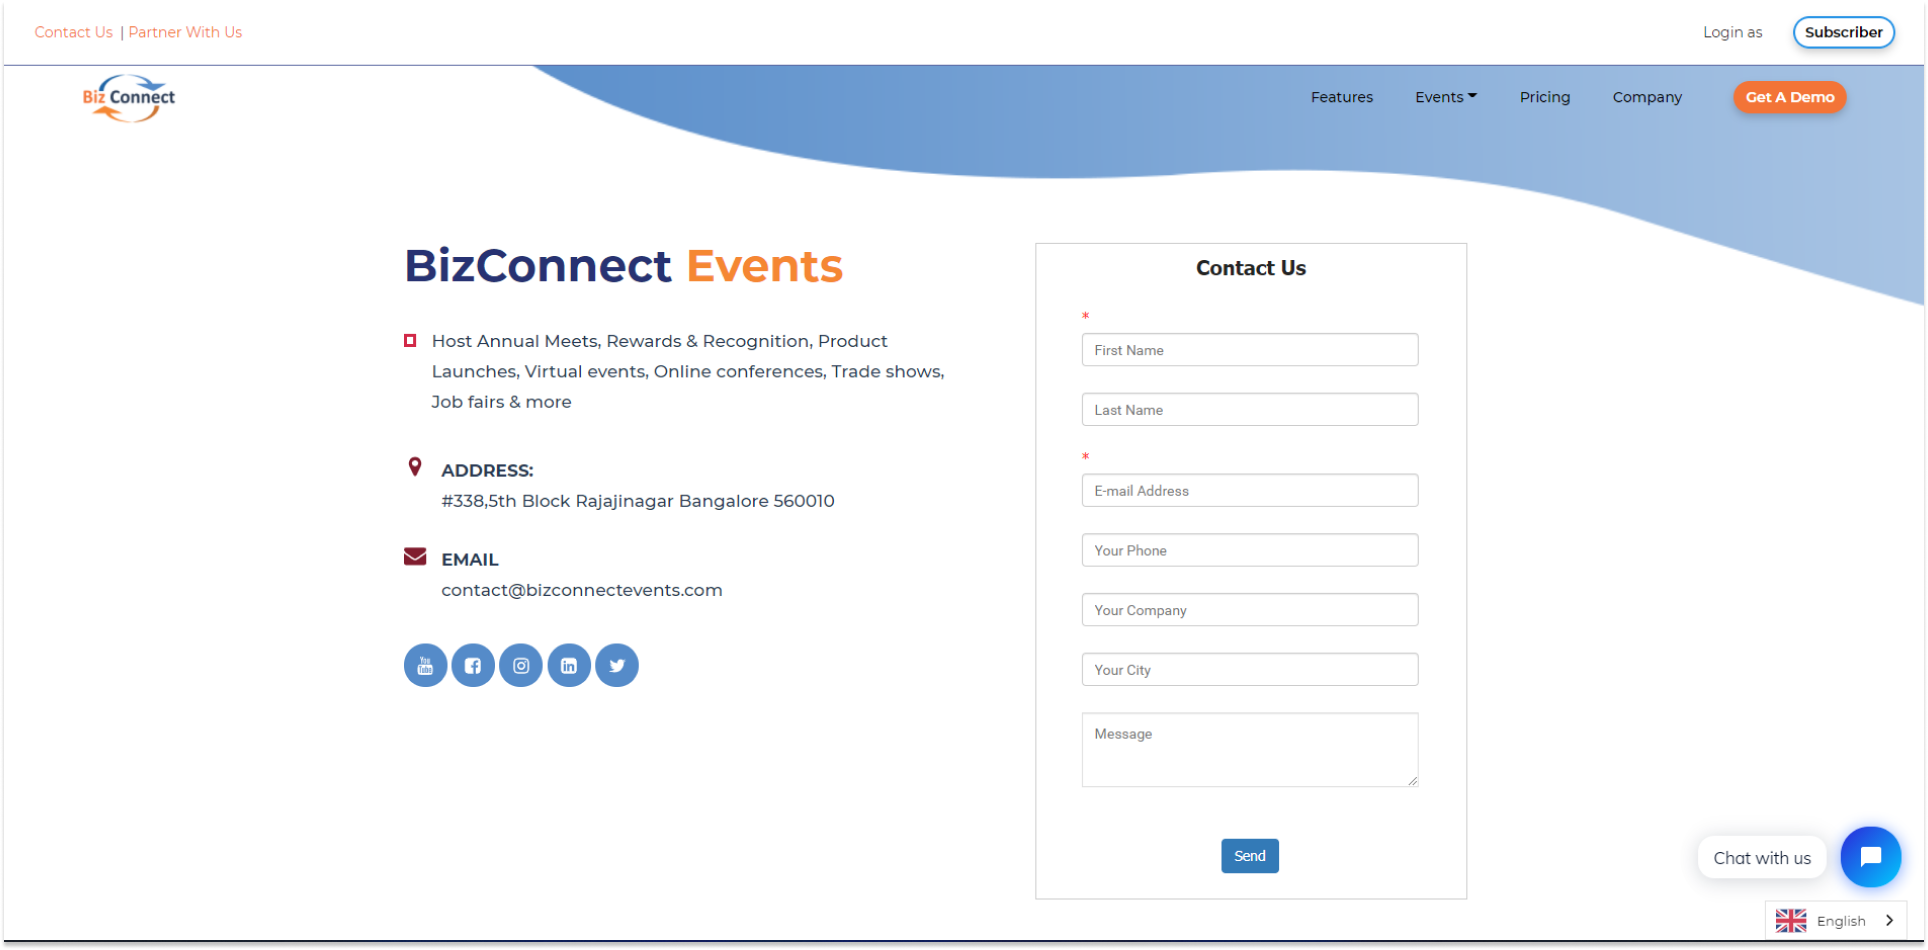 Contact Us | Partner With Us
Login as
Subscriber
Biz Connect
Features
Events
Pricing
Company
Get A Demo
BizConnect Events
Host Annual Meets, Rewards & Recognition, Product
Launches, Virtual events, Online conferences, Trade shows,
Job fairs & more
ADDRESS:
#338,5th Block Rajajinagar Bangalore 560010
EMAIL
contact@bizconnectevents.com
You
Tube
Contact Us
*
First Name
Last Name
*
E-mail Address
Your Phone
Your Company
Your City
Message
Send
Chat with us
English